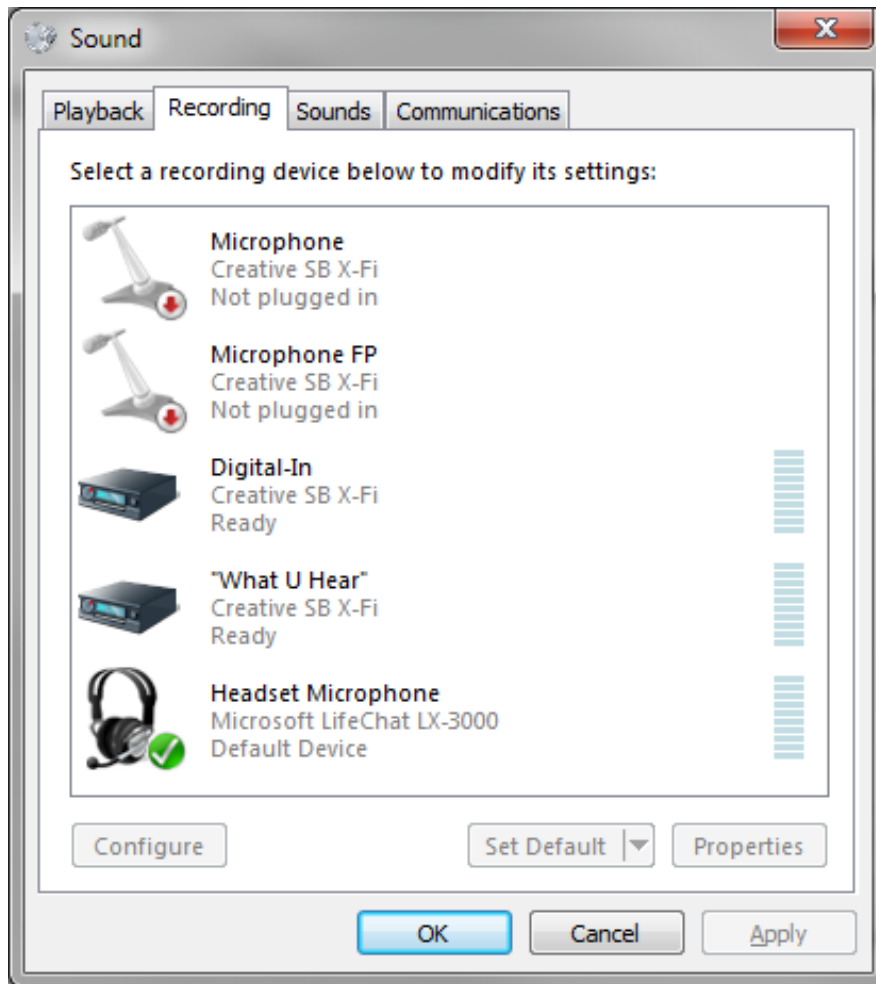 Sound
Playback Recording Sounds Communications
Select a recording device below to modify its settings:
Microphone
Creative SB X-Fi
Not plugged in
Microphone FP
Creative SB X-Fi
Not plugged in
Digital-In
Creative SB X-Fi
Ready
"What U Hear"
Creative SB X-Fi
Ready
Headset Microphone
Microsoft LifeChat LX-3000
Default Device
Configure Set Default Properties
OK Cancel Apply